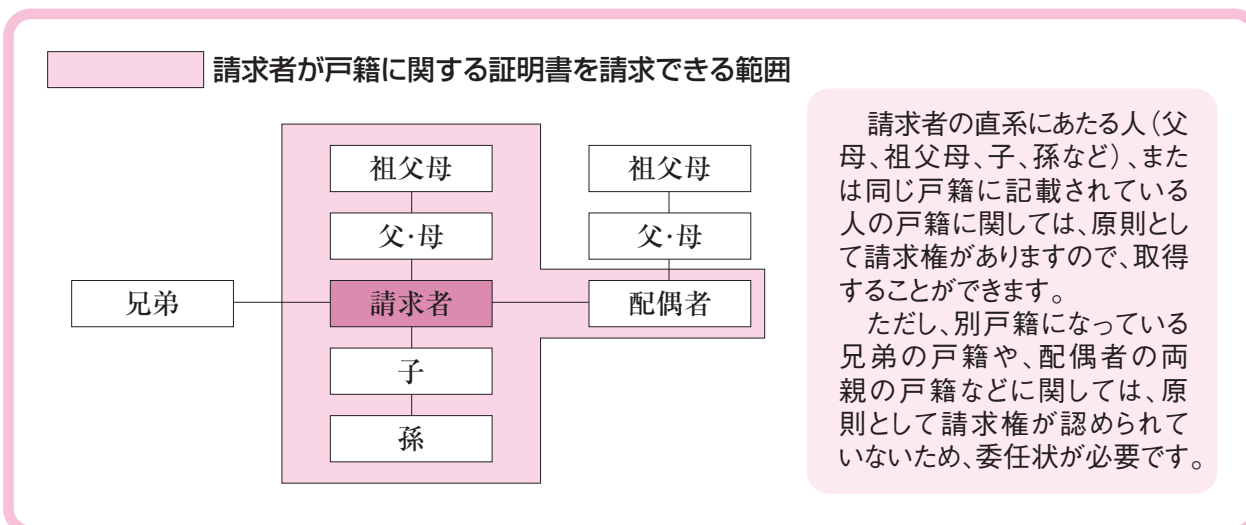 請求者が戸籍に関する証明書を請求できる範囲
祖父母
祖父母
父・母
父・母
兄弟
請求者
配偶者
子
孫
請求者の直系にあたる人(父
母、祖父母、子、孫など)、また
は同じ戸籍に記載されている
人の戸籍に関しては、原則とし
て請求権がありますので、取得
することができます。
ただし、別戸籍になっている
兄弟の戸籍や、配偶者の両
親の戸籍などに関しては、原
則として請求権が認められて
いないため、委任状が必要です。